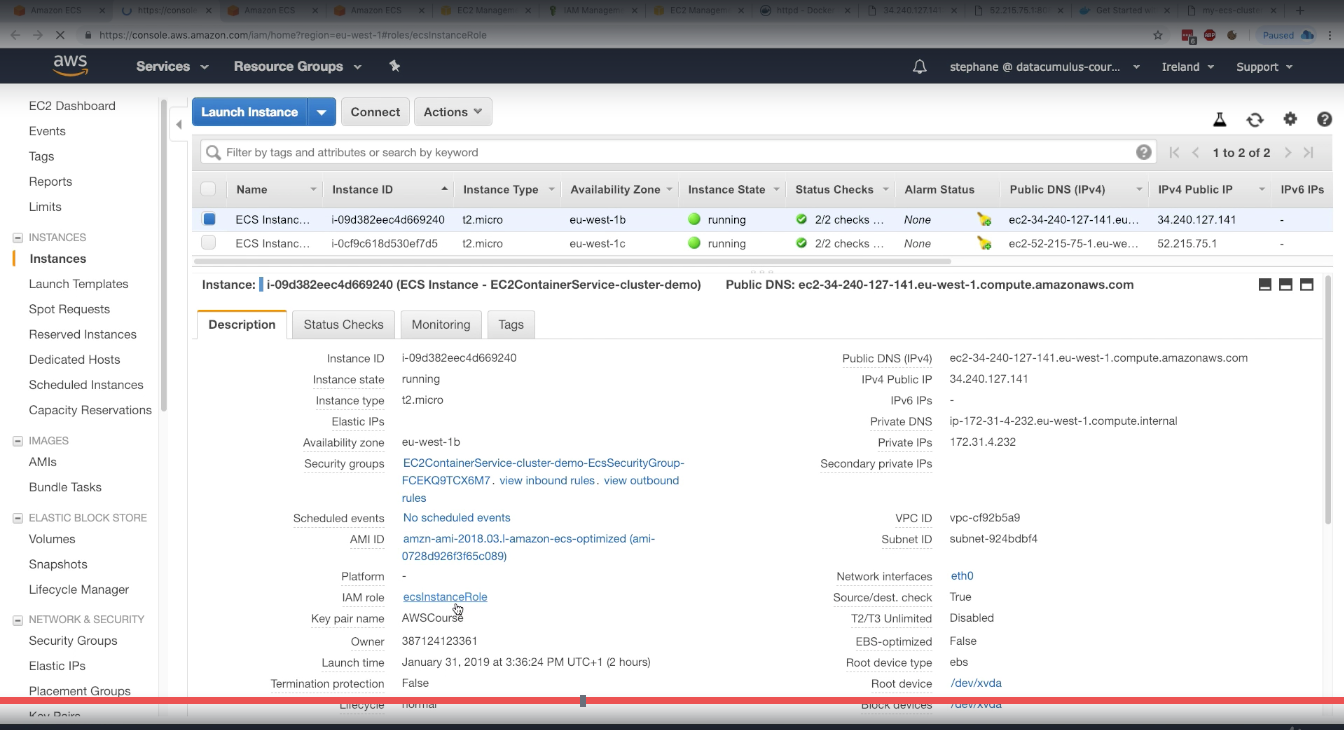 Amazon ECS
https://console
Amazon ECS
Amazon ECS
EC2 Managem
IAM Managem
EC2 Managem
httpd - Docker
34.240.127.141
52.215.75.1:80
Get Started w
my-ecs-cluster
https://console.aws.amazon.com/iam/home?region=eu-west-1#roles/ecsInstanceRole
Paused
aws Services Resource Groups stephane @ datacumulus-cour... Ireland Support
EC2 Dashboard
Events
Tags
Reports
Limits
INSTANCES
Instances
Launch Templates
Spot Requests
Reserved Instances
Dedicated Hosts
Scheduled Instances
Capacity Reservations
IMAGES
AMIs
Bundle Tasks
ELASTIC BLOCK STORE
Volumes
Snapshots
Lifecycle Manager
NETWORK & SECURITY
Security Groups
Elastic IPs
Placement Groups
Key Pairs
Launch Instance Connect Actions
Filter by tags and attributes or search by keyword
1 to 2 of 2
Name Instance ID Instance Type Availability Zone Instance State Status Checks Alarm Status Public DNS (IPv4) IPv4 Public IP IPv6 IPs
ECS Instanc... i-09d382eec4d669240 t2.micro eu-west-1b running 2/2 checks ... None ec2-34-240-127-141.eu... 34.240.127.141 -
ECS Instanc... i-0cf9c618d530ef7d5 t2.micro eu-west-1c running 2/2 checks ... None ec2-52-215-75-1.eu-we... 52.215.75.1 -
Instance: i-09d382eec4d669240 (ECS Instance - EC2ContainerService-cluster-demo) Public DNS: ec2-34-240-127-141.eu-west-1.compute.amazonaws.com
Description Status Checks Monitoring Tags
Instance ID i-09d382eec4d669240
Instance state running
Instance type t2.micro
Elastic IPs
Availability zone eu-west-1b
Security groups EC2ContainerService-cluster-demo-EcsSecurityGroup-
FCEKQ9TCX6M7. view inbound rules. view outbound
rules
Scheduled events No scheduled events
AMI ID amzn-ami-2018.03.l-amazon-ecs-optimized (ami-
0728d926f3f65c089)
Platform -
IAM role ecsInstanceRole
Key pair name AWSCourse
Owner 387124123361
Launch time January 31, 2019 at 3:36:24 PM UTC+1 (2 hours)
Termination protection False
Lifecycle normal
Public DNS (IPv4) ec2-34-240-127-141.eu-west-1.compute.amazonaws.com
IPv4 Public IP 34.240.127.141
IPv6 IPs -
Private DNS ip-172-31-4-232.eu-west-1.compute.internal
Private IPs 172.31.4.232
Secondary private IPs
VPC ID vpc-cf92b5a9
Subnet ID subnet-924bdbf4
Network interfaces eth0
Source/dest. check True
T2/T3 Unlimited Disabled
EBS-optimized False
Root device type ebs
Root device /dev/xvda
Block devices /dev/xvda